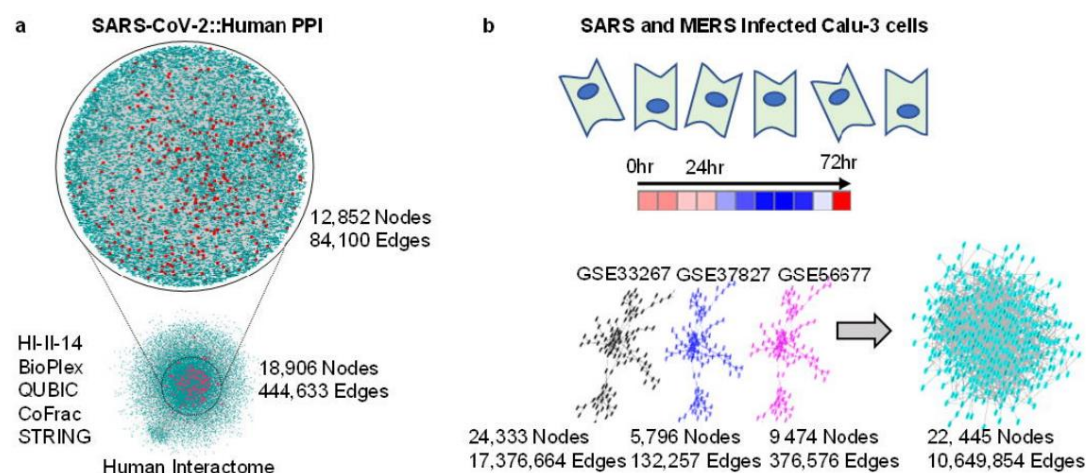 a
SARS-CoV-2::Human PPI
12,852 Nodes
84,100 Edges
HI-II-14
BioPlex
QUBIC
CoFrac
STRING
18,906 Nodes
444,633 Edges
Human Interactome
b
SARS and MERS Infected Calu-3 cells
0hr 24hr 72hr
GSE33267 GSE37827 GSE56677
24,333 Nodes 5,796 Nodes 9 474 Nodes 22, 445 Nodes
17,376,664 Edges 132,257 Edges 376,576 Edges 10,649,854 Edges